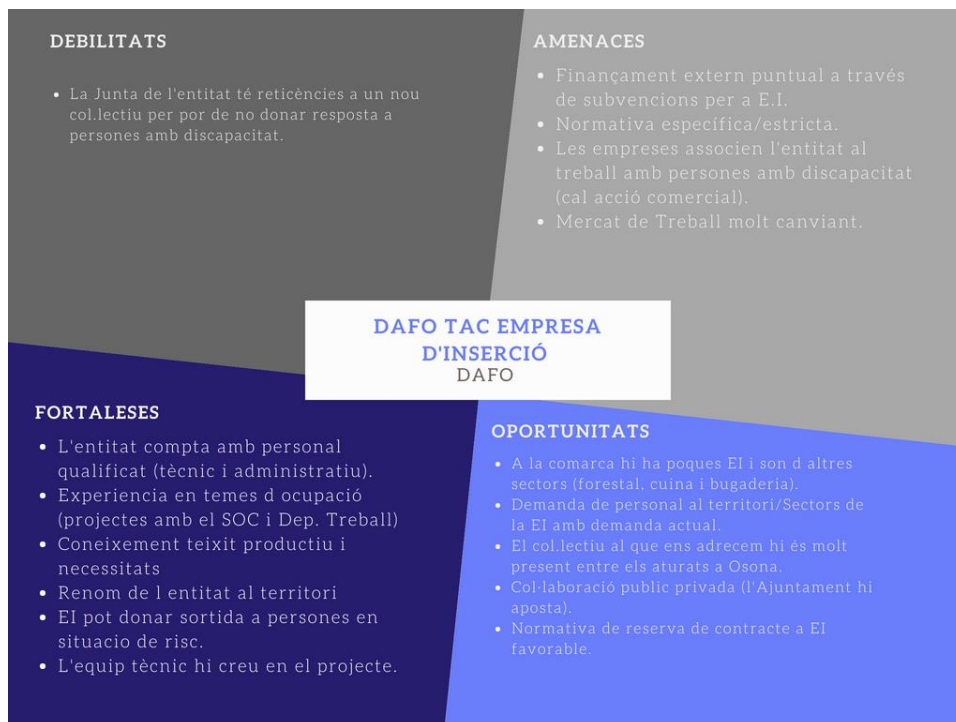 DEBILITATS
• La Junta de l'entitat té reticències a un nou
col.lectiu per por de no donar resposta a
persones amb discapacitat.
AMENACES
• Finançament extern puntual a través
de subvencions per a E.I.
• Normativa específica/estricta.
• Les empreses associen l'entitat al
treball amb persones amb discapacitat
(cal acció comercial).
• Mercat de Treball molt canviant.
DAFO TAC EMPRESA
D'INSERCIÓ
DAFO
FORTALESES
• L'entitat compta amb personal
qualificat (tècnic i administratiu).
• Experiencia en temes d ocupació
(projectes amb el SOC i Dep. Treball)
• Coneixement teixit productiu i
necessitats
• Renom de l entitat al territori
• EI pot donar sortida a persones en
situacio de risc.
• L'equip tècnic hi creu en el projecte.
OPORTUNITATS
• A la comarca hi ha poques EI i son d altres
sectors (forestal, cuina i bugaderia).
• Demanda de personal al territori/Sectors de
la EI amb demanda actual.
• El col.lectiu al que ens adrecem hi és molt
present entre els aturats a Osona.
• Col·laboració public privada (l'Ajuntament hi
aposta).
• Normativa de reserva de contracte a EI
favorable.